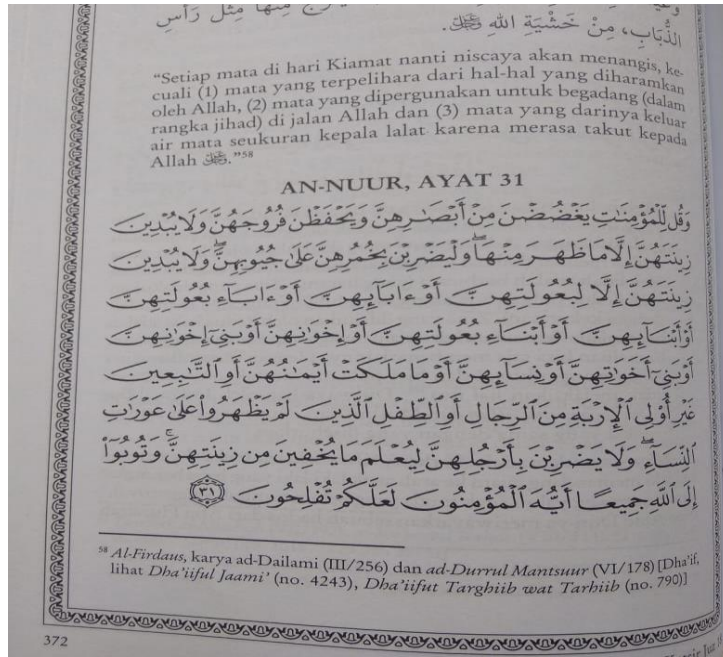 مِثْلُ رَأْسِ
الذُّبَابِ، مِنْ خَشْيَةِ اللهِ ﷻ.
“Setiap mata di hari Kiamat nanti niscaya akan menangis, ke-
cuali (1) mata yang terpelihara dari hal-hal yang diharamkan
oleh Allah, (2) mata yang dipergunakan untuk begadang (dalam
rangka jihad) di jalan Allah dan (3) mata yang darinya keluar
air mata seukuran kepala lalat karena merasa takut kepada
Allah ﷻ.”58
AN-NUUR, AYAT 31
وَقُل لِّلْمُؤْمِنَٰتِ يَغْضُضْنَ مِنْ أَبْصَٰرِهِنَّ وَيَحْفَظْنَ فُرُوجَهُنَّ وَلَا يُبْدِينَ
زِينَتَهُنَّ إِلَّا مَا ظَهَرَ مِنْهَا ۖ وَلْيَضْرِبْنَ بِخُمُرِهِنَّ عَلَىٰ جُيُوبِهِنَّ ۖ وَلَا يُبْدِينَ
زِينَتَهُنَّ إِلَّا لِبُعُولَتِهِنَّ أَوْ ءَابَآئِهِنَّ أَوْ ءَابَآءِ بُعُولَتِهِنَّ
أَوْ أَبْنَآئِهِنَّ أَوْ أَبْنَآءِ بُعُولَتِهِنَّ أَوْ إِخْوَٰنِهِنَّ أَوْ بَنِىٓ إِخْوَٰنِهِنَّ
أَوْ بَنِىٓ أَخَوَٰتِهِنَّ أَوْ نِسَآئِهِنَّ أَوْ مَا مَلَكَتْ أَيْمَٰنُهُنَّ أَوِ ٱلتَّٰبِعِينَ
غَيْرِ أُو۟لِى ٱلْإِرْبَةِ مِنَ ٱلرِّجَالِ أَوِ ٱلطِّفْلِ ٱلَّذِينَ لَمْ يَظْهَرُوا۟ عَلَىٰ عَوْرَٰتِ
ٱلنِّسَآءِ ۖ وَلَا يَضْرِبْنَ بِأَرْجُلِهِنَّ لِيُعْلَمَ مَا يُخْفِينَ مِن زِينَتِهِنَّ ۚ وَتُوبُوٓا۟
إِلَى ٱللَّهِ جَمِيعًا أَيُّهَ ٱلْمُؤْمِنُونَ لَعَلَّكُمْ تُفْلِحُونَ ﴿٣١﴾
58 Al-Firdaus, karya ad-Dailami (III/256) dan ad-Durrul Mantsuur (VI/178) [Dha’if,
lihat Dha’iiful Jaami’ (no. 4243), Dha’iifut Targhiib wat Tarhiib (no. 790)]
372